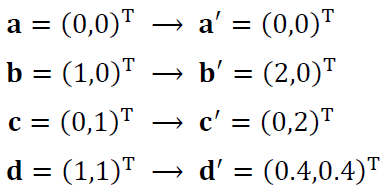 a = (0,0)ᵀ → a′ = (0,0)ᵀ
b = (1,0)ᵀ → b′ = (2,0)ᵀ
c = (0,1)ᵀ → c′ = (0,2)ᵀ
d = (1,1)ᵀ → d′ = (0.4,0.4)ᵀ